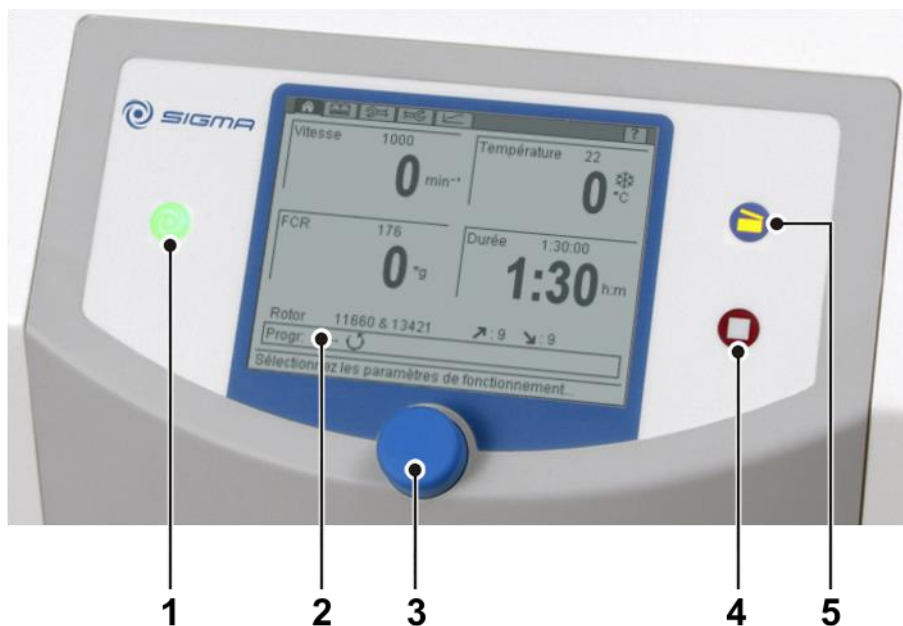 SIGMA
?
Vitesse 1000
0 min⁻¹
Température 22
0 °C
FCR 176
0 *g
Durée 1:30:00
1:30 h:m
Rotor 11660 & 13421 : 9 : 9
Progr:
Sélectionnez les paramètres de fonctionnement...
1 2 3 4 5